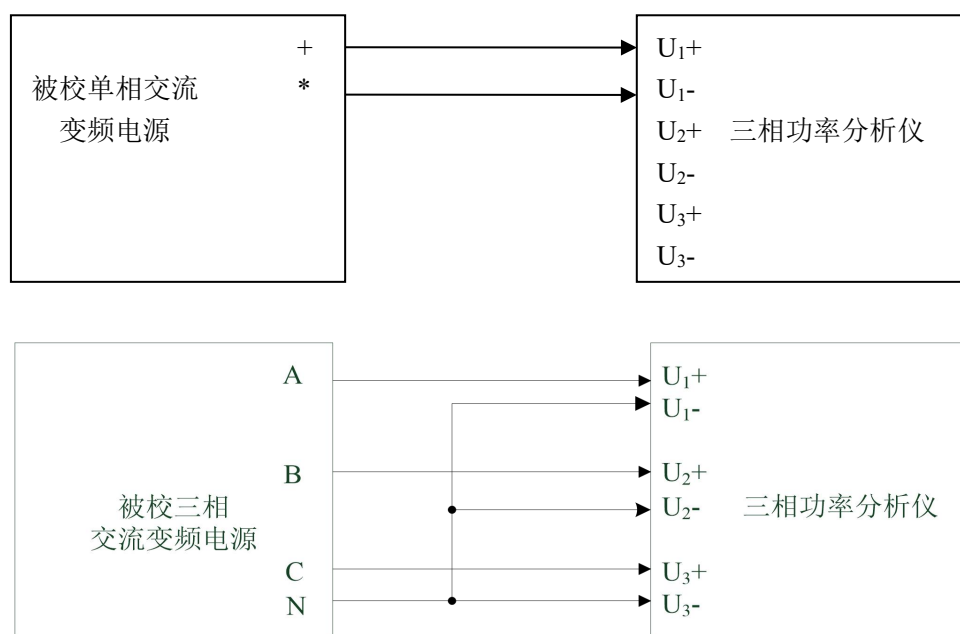 + U₁+
被校单相交流 * U₁-
变频电源 U₂+ 三相功率分析仪
U₂-
U₃+
U₃-
A U₁+
U₁-
B U₂+
被校三相 U₂- 三相功率分析仪
交流变频电源
C U₃+
N U₃-